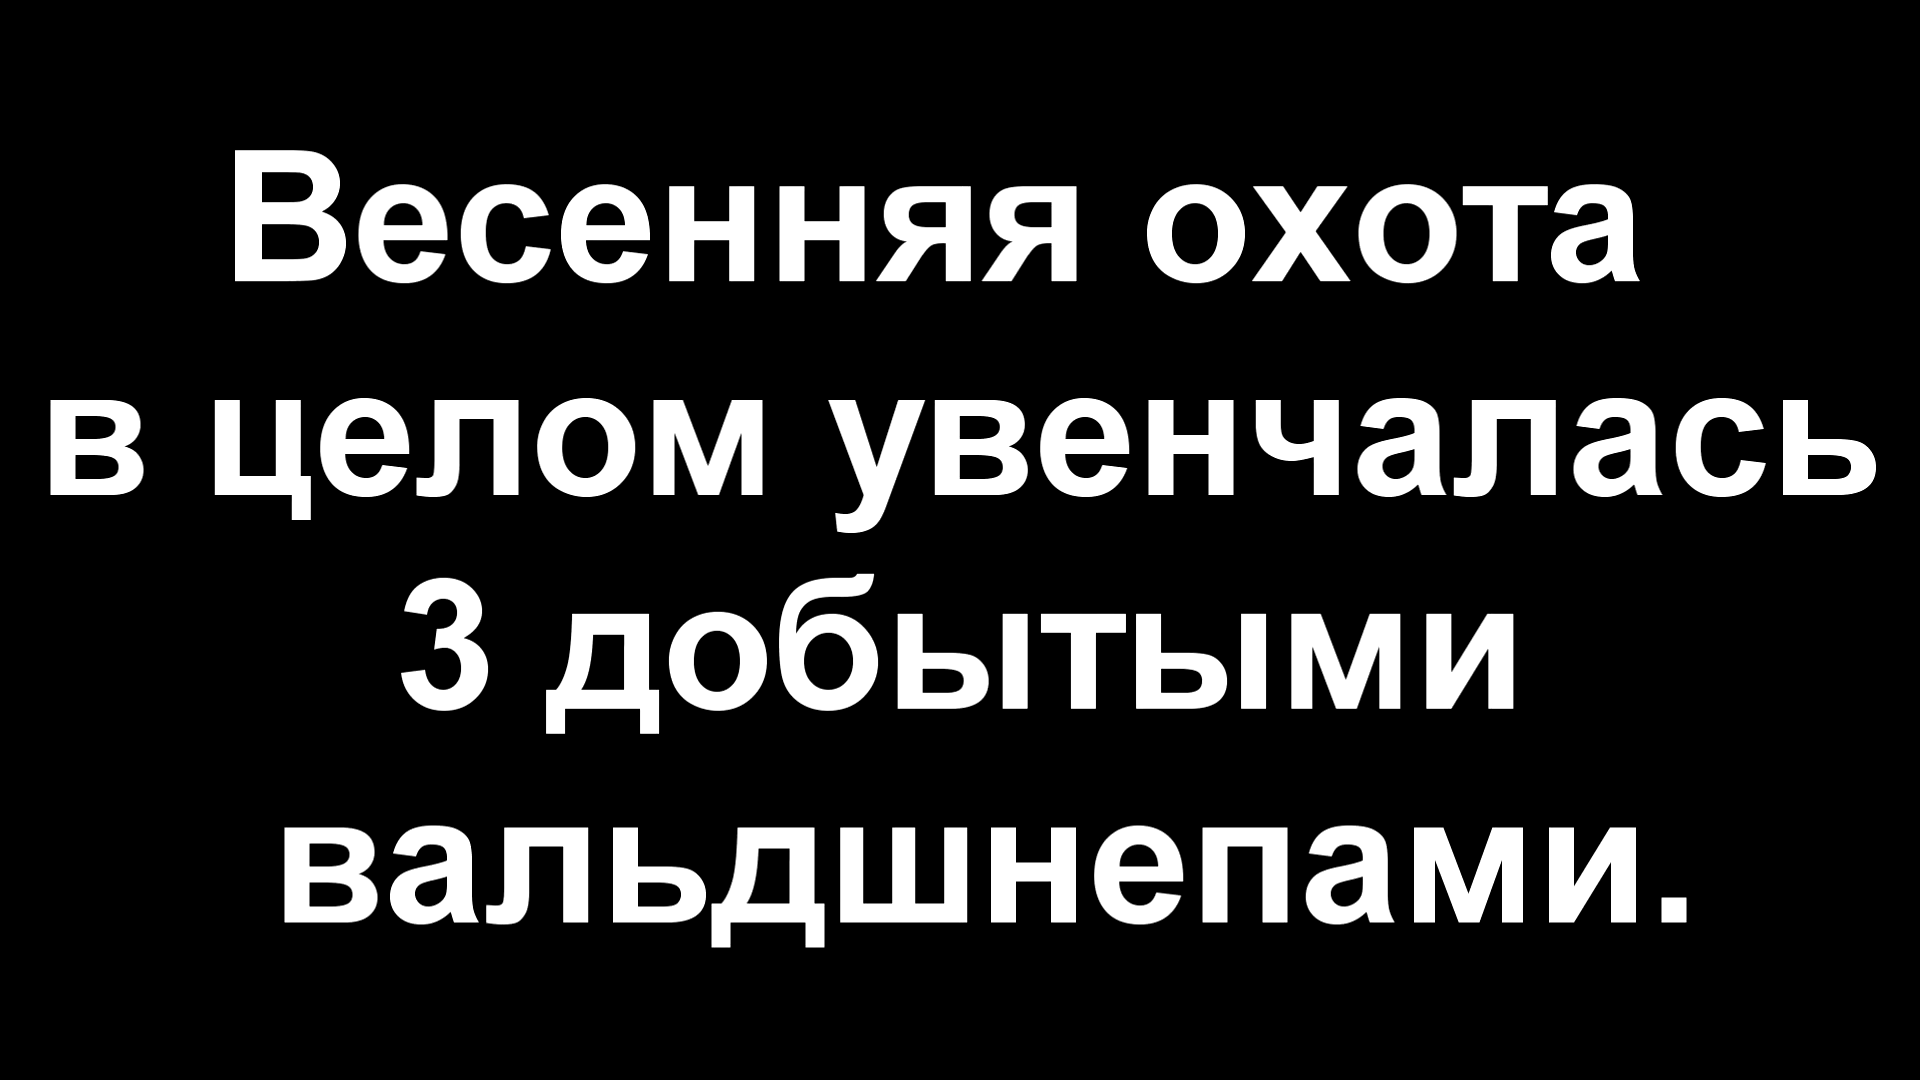 Весенняя охота
в целом увенчалась
3 добытыми
вальдшнепами.